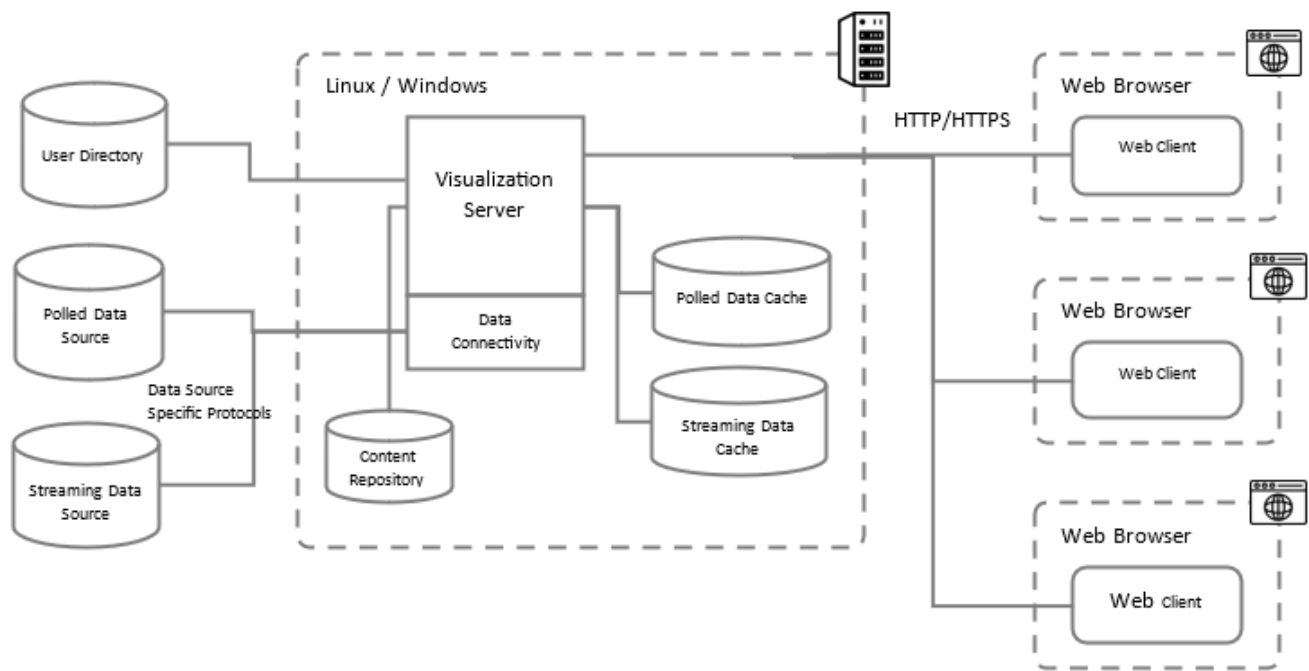 Linux / Windows
User Directory
Polled Data
Source
Data Source
Specific Protocols
Streaming Data
Source
Visualization
Server
Data
Connectivity
Content
Repository
Polled Data Cache
Streaming Data
Cache
HTTP/HTTPS
Web Browser
Web Client
Web Browser
Web Client
Web Browser
Web Client